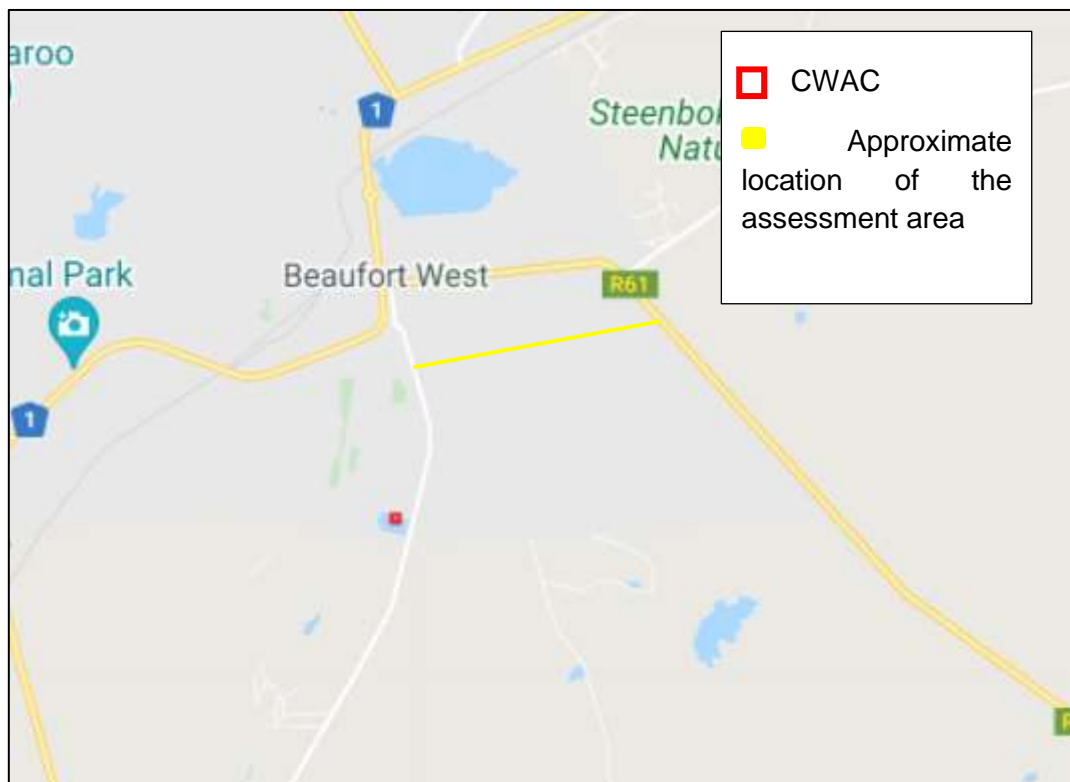 aroo
1
Steenbok
Natu
CWAC
Approximate
location of the
assessment area
nal Park
Beaufort West
R61
1
R